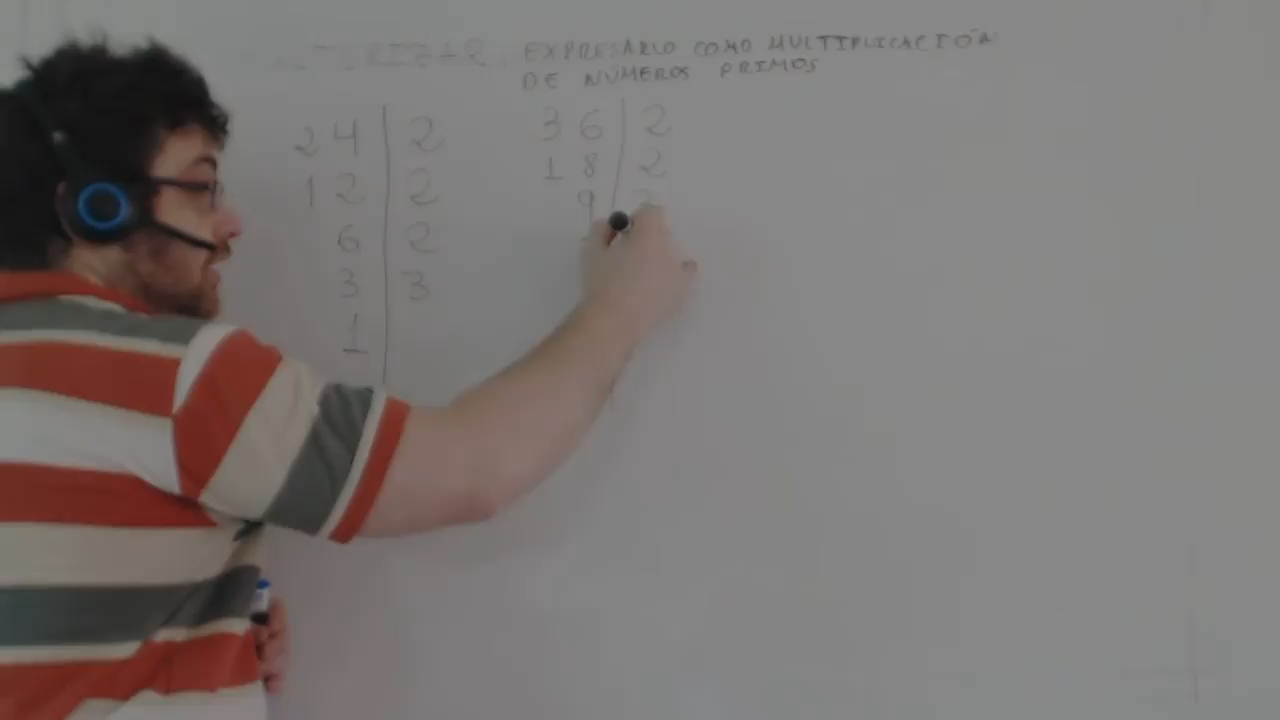 EXPRESARLO COMO MULTIPLICACIÓN
DE NÚMEROS PRIMOS
24 | 2
12 | 2
6 | 2
3 | 3
1 |
36 | 2
18 | 2
9 |